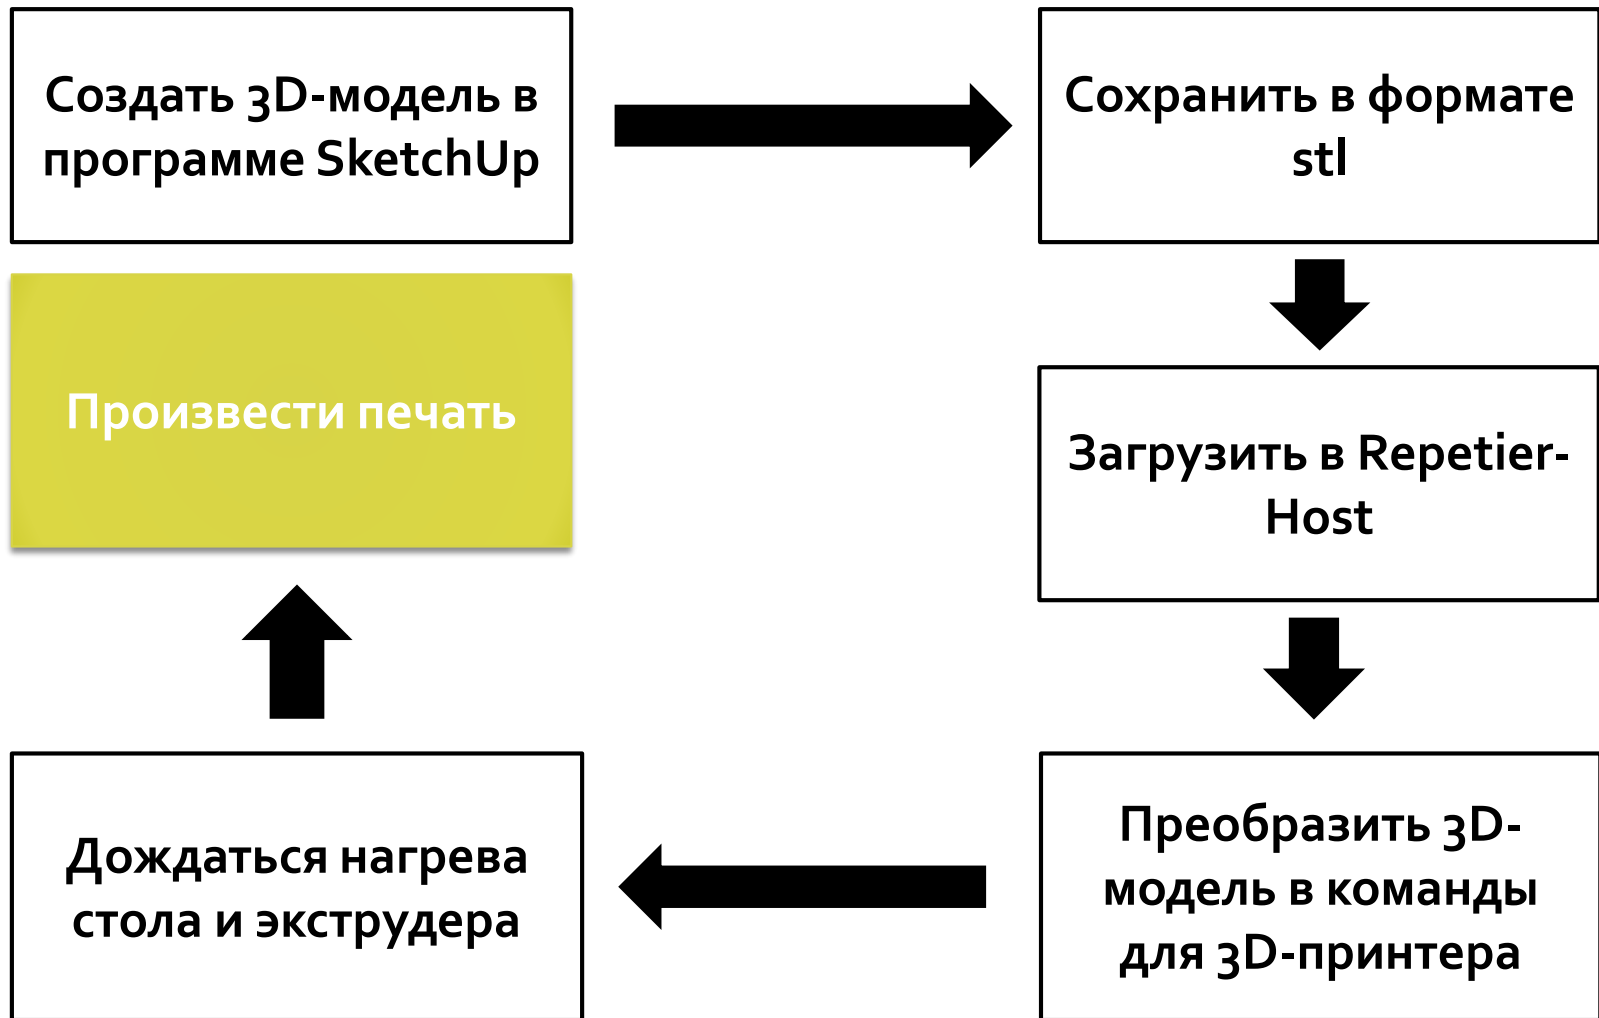 Создать 3D-модель в
программе SketchUp
Сохранить в формате
stl
Загрузить в Repetier-
Host
Преобразить 3D-
модель в команды
для 3D-принтера
Дождаться нагрева
стола и экструдера
Произвести печать